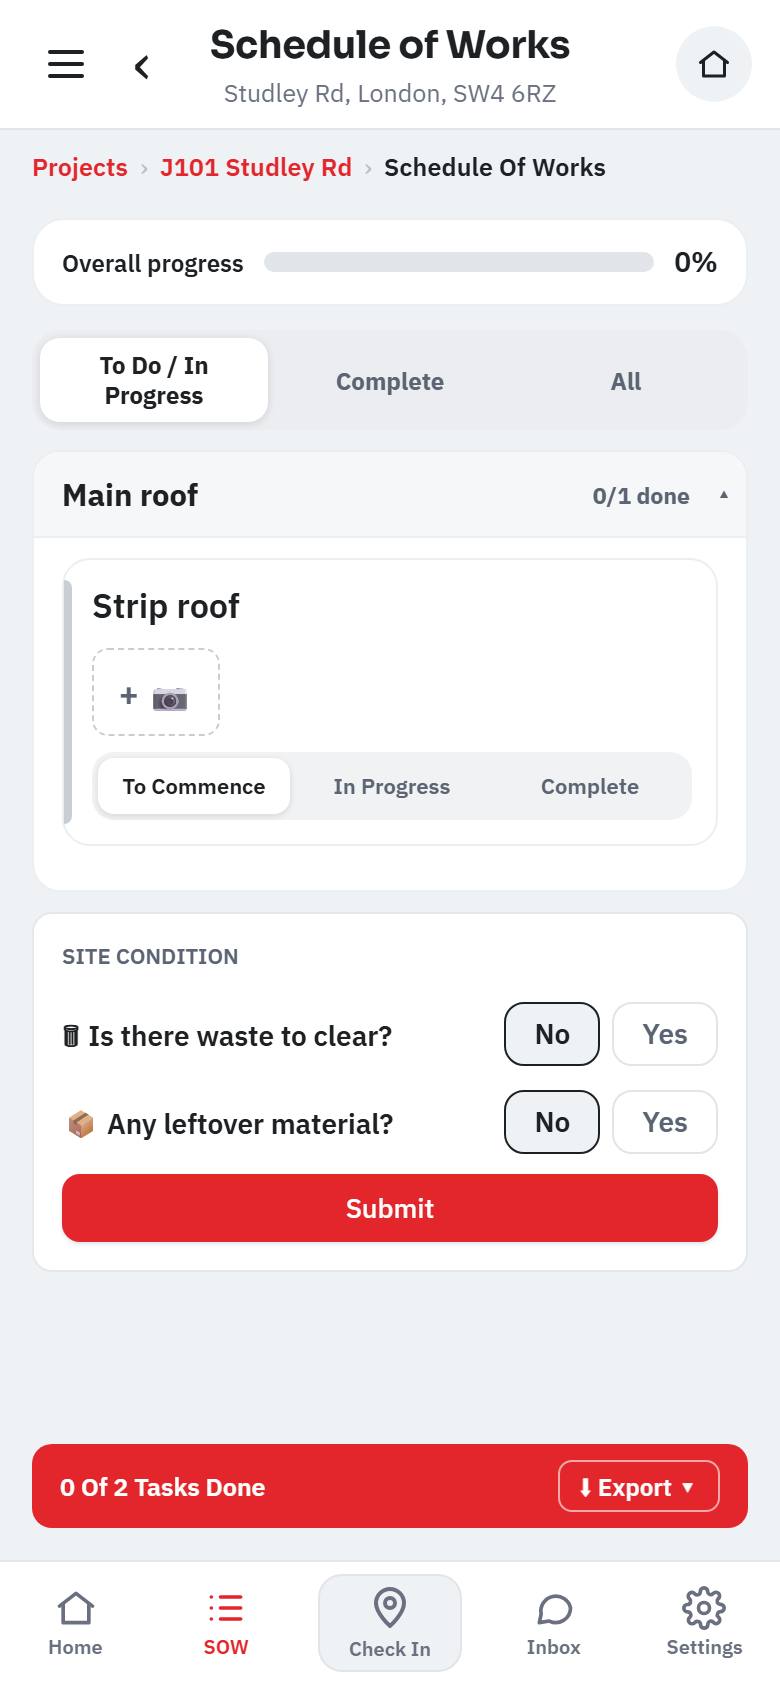 Schedule of Works
Studley Rd, London, SW4 6RZ
Projects › J101 Studley Rd › Schedule Of Works
Overall progress 0%
To Do / In
Progress
Complete
All
Main roof 0/1 done ▲
Strip roof
+ 📷
To Commence In Progress Complete
SITE CONDITION
🗑 Is there waste to clear? No Yes
📦 Any leftover material? No Yes
Submit
0 Of 2 Tasks Done ⬇ Export ▼
Home SOW Check In Inbox Settings